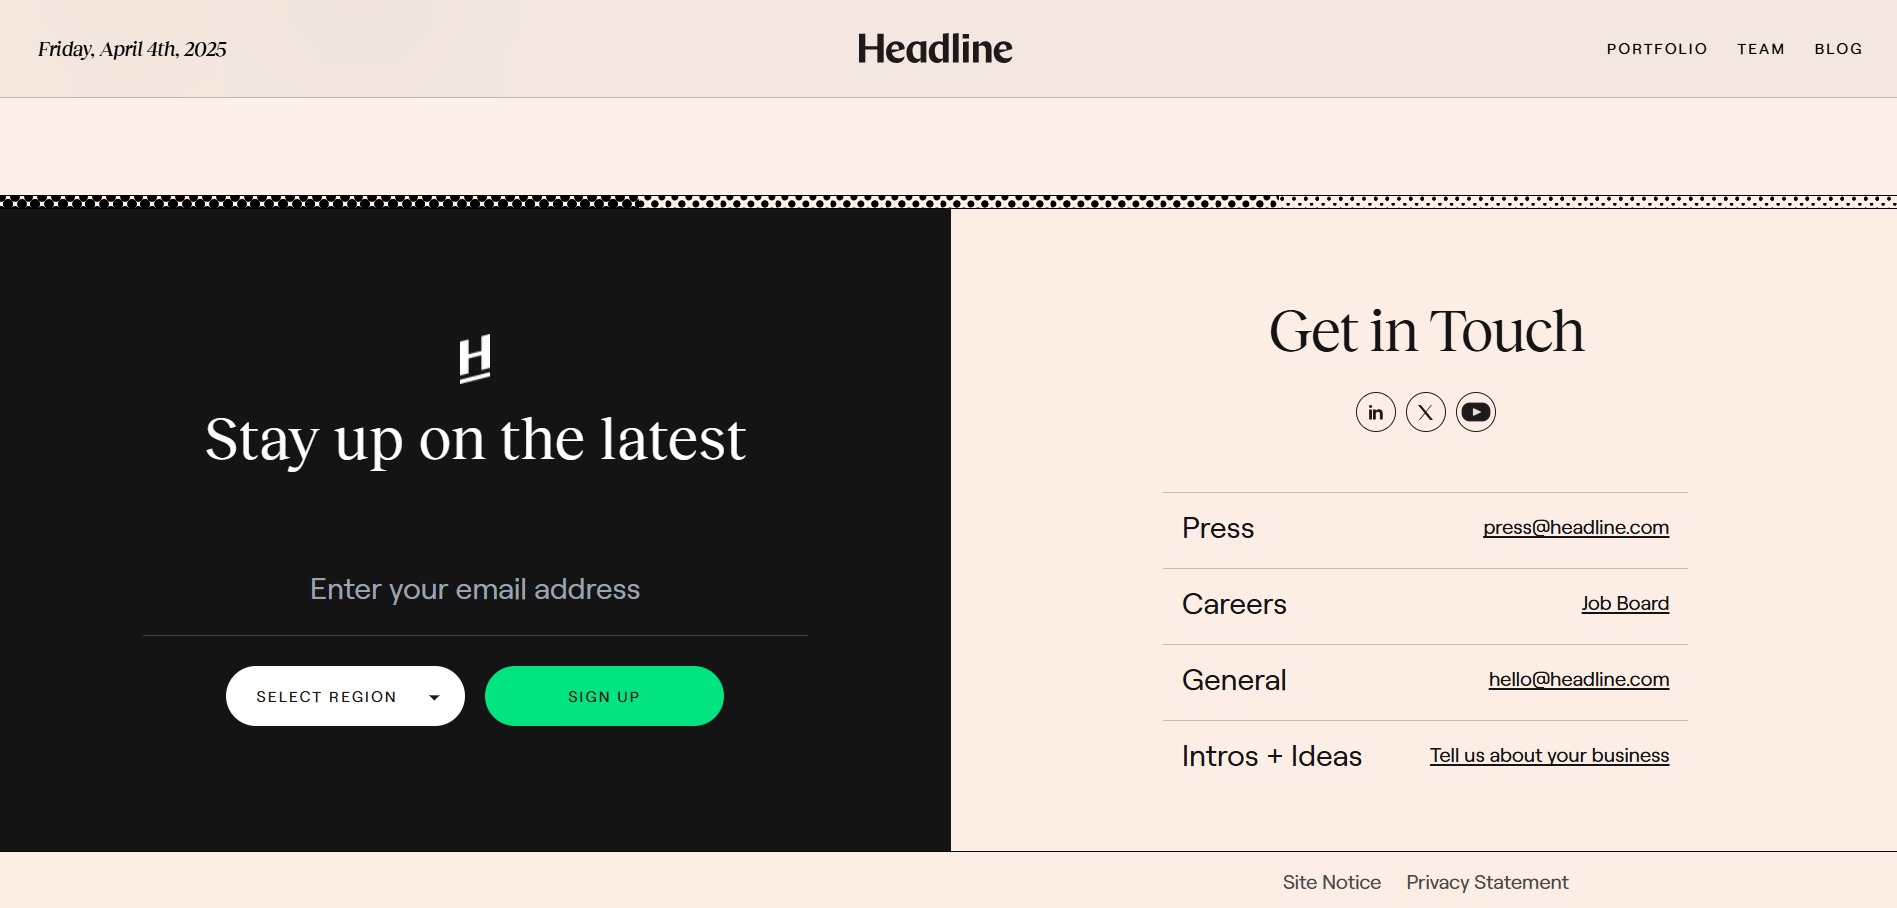 Friday, April 4th, 2025
Headline
PORTFOLIO TEAM BLOG
H
Stay up on the latest
Enter your email address
SELECT REGION
SIGN UP
Get in Touch
in X
Press press@headline.com
Careers Job Board
General hello@headline.com
Intros + Ideas Tell us about your business
Site Notice Privacy Statement